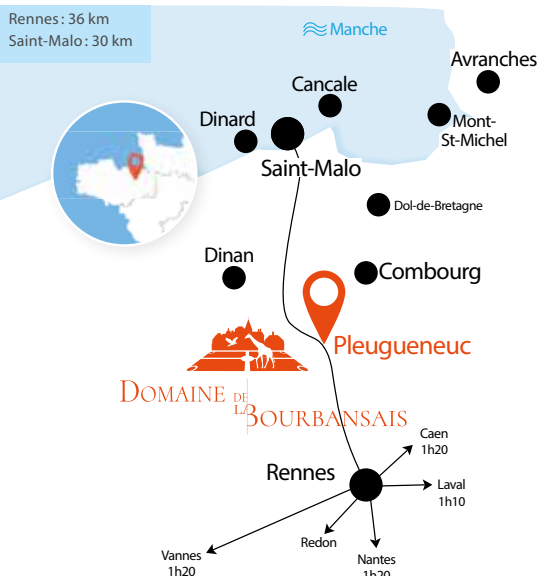 Rennes : 36 km
Saint-Malo : 30 km
Manche
Avranches
Cancale
Dinard
Mont-
St-Michel
Saint-Malo
Dol-de-Bretagne
Dinan
Combourg
Pleugueneuc
DOMAINE DE
LA
BOURBANSAIS
Caen
1h20
Rennes
Laval
1h10
Redon
Vannes
1h20
Nantes
1h20